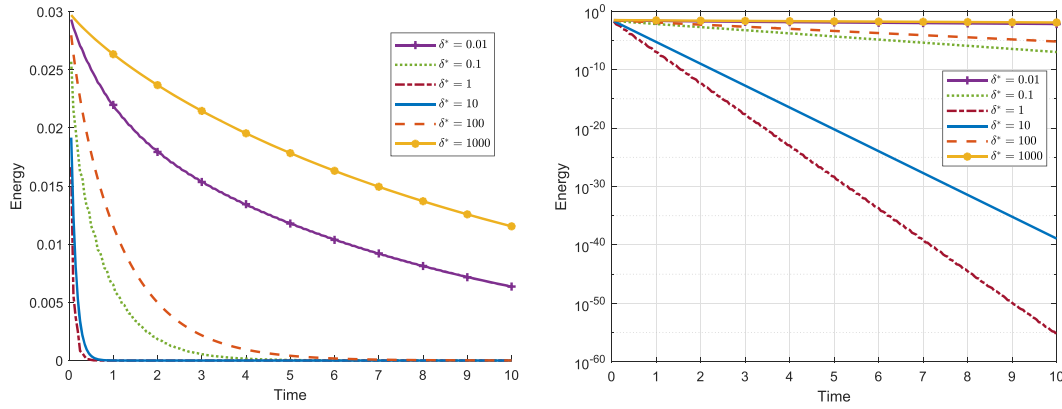 0.03
0.025
0.02
0.015
0.01
0.005
0
Energy
0 1 2 3 4 5 6 7 8 9 10
Time
δ* = 0.01
δ* = 0.1
δ* = 1
δ* = 10
δ* = 100
δ* = 1000
10⁰
10⁻¹⁰
10⁻²⁰
10⁻³⁰
10⁻⁴⁰
10⁻⁵⁰
10⁻⁶⁰
Energy
0 1 2 3 4 5 6 7 8 9 10
Time
δ* = 0.01
δ* = 0.1
δ* = 1
δ* = 10
δ* = 100
δ* = 1000